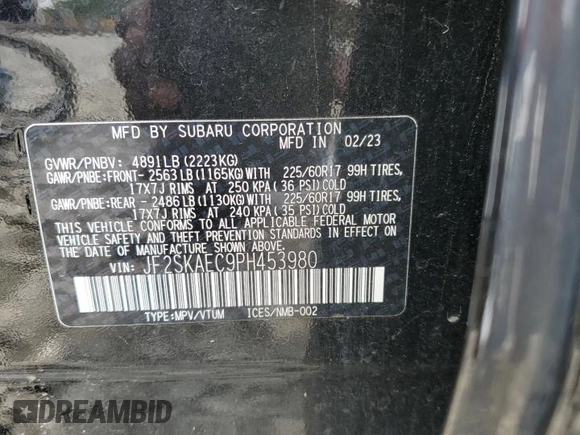 MFD BY SUBARU CORPORATION
MFD IN 02/23
GVWR/PNBV: 4891LB(2223KG)
GAWR/PNBE:FRONT- 2563LB(1165KG)WITH 225/60R17 99H TIRES,
17X7J RIMS AT 250 KPA(36 PSI)COLD
GAWR/PNBE:REAR - 2486LB(1130KG)WITH 225/60R17 99H TIRES,
17X7J RIMS AT 240 KPA(35 PSI)COLD
THIS VEHICLE CONFORMS TO ALL APPLICABLE FEDERAL MOTOR
VEHICLE SAFETY AND THEFT PREVENTION STANDARDS IN EFFECT
ON THE DATE OF MANUFACTURE SHOWN ABOVE.
VIN: JF2SKAEC9PH453980
TYPE:MPV/VTUM ICES/NMB-002
DREAMBID